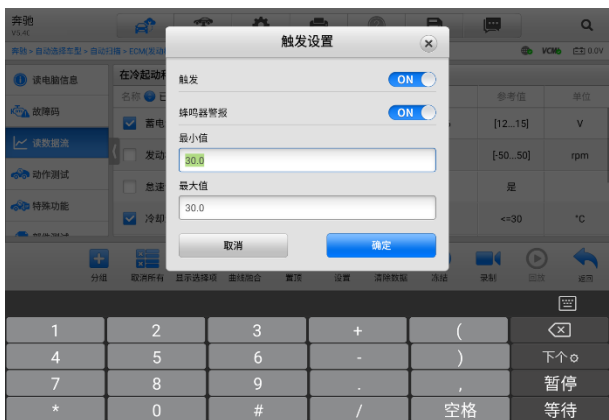 奔驰
V5.4C
奔驰 > 自动选择车型 > 自动扫描 > ECM(发动
VCMI 0.0V
触发设置
触发 ON
蜂鸣器警报 ON
最小值
30.0
最大值
30.0
取消 确定
读电脑信息
故障码
读数据流
动作测试
特殊功能
在冷起动和
名称 参考值 单位
蓄电 [12...15] V
发动 [-50...50] rpm
怠速 是
冷却 <=30 °C
分组 取消所有 显示选择项 曲线融合 置顶 设置 清除数据 冻结 录制 回放 返回
1 2 3 + (
4 5 6 - ) 下个
7 8 9 . , 暂停
* 0 # / 空格 等待